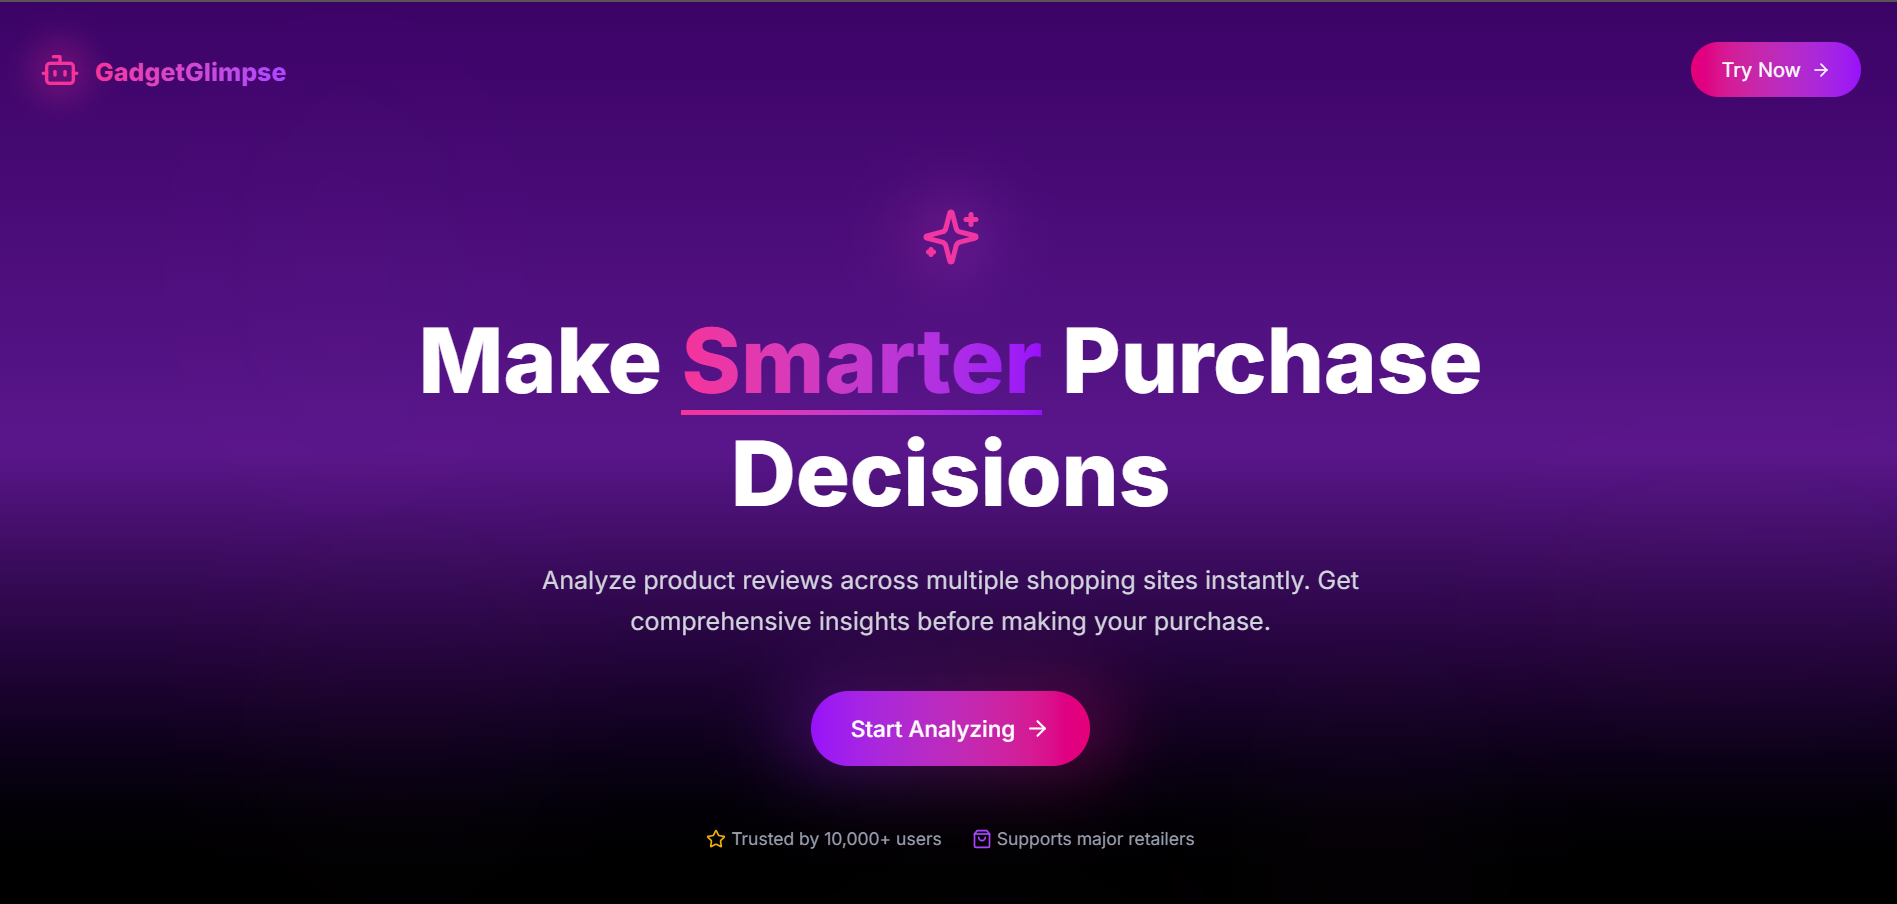 GadgetGlimpse
Try Now
Make Smarter Purchase
Decisions
Analyze product reviews across multiple shopping sites instantly. Get
comprehensive insights before making your purchase.
Start Analyzing
Trusted by 10,000+ users
Supports major retailers